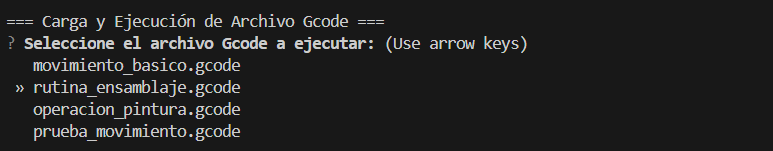 === Carga y Ejecución de Archivo Gcode ===
? Seleccione el archivo Gcode a ejecutar: (Use arrow keys)
movimiento_basico.gcode
» rutina_ensamblaje.gcode
operacion_pintura.gcode
prueba_movimiento.gcode